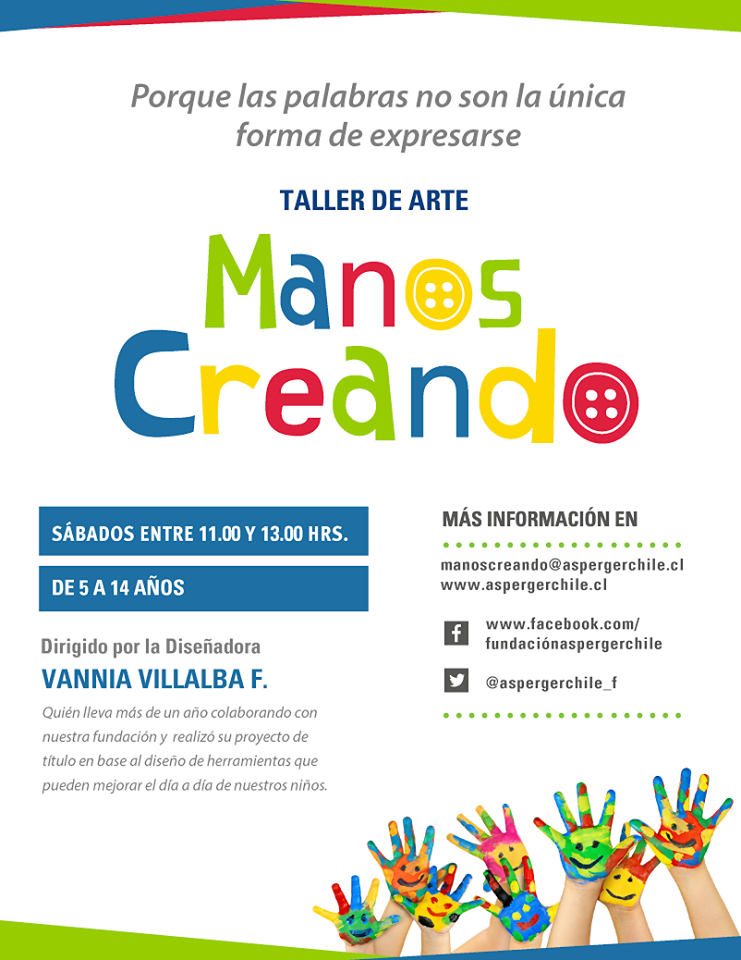 Porque las palabras no son la única
forma de expresarse
TALLER DE ARTE
Manos
Creando
SÁBADOS ENTRE 11.00 Y 13.00 HRS.
DE 5 A 14 AÑOS
Dirigido por la Diseñadora
VANNIA VILLALBA F.
Quién lleva más de un año colaborando con
nuestra fundación y realizó su proyecto de
título en base al diseño de herramientas que
pueden mejorar el día a día de nuestros niños.
MÁS INFORMACIÓN EN
manoscreando@aspergerchile.cl
www.aspergerchile.cl
www.facebook.com/
fundaciónaspergerchile
@aspergerchile_f